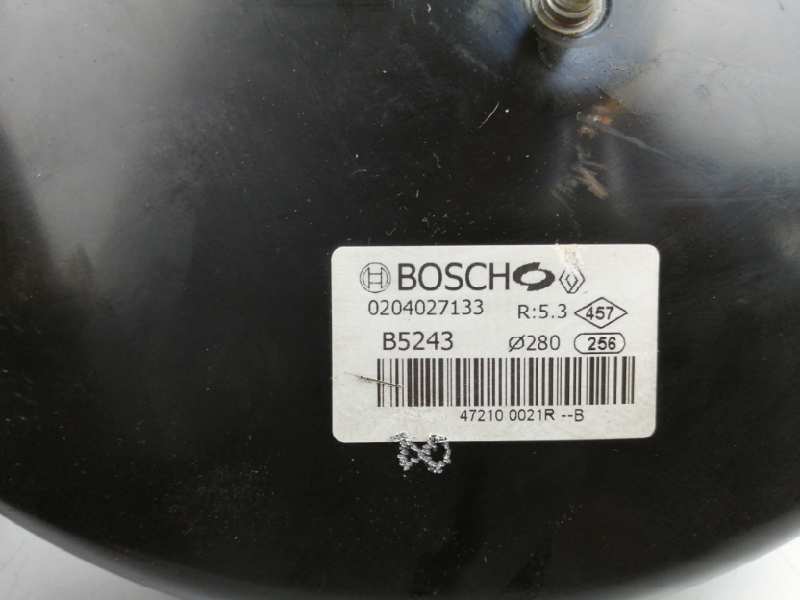 BOSCH
0204027133 R:5.3 457
B5243 Ø280 256
47210 0021R --B